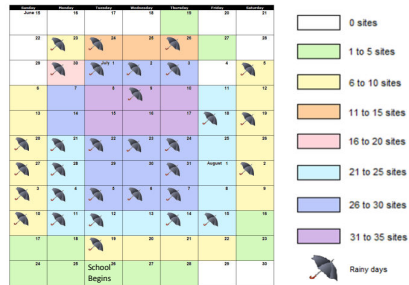 Sunday Monday Tuesday Wednesday Thursday Friday Saturday
June 15 16 17 18 19 20 21
22 23 24 25 26 27 28
29 30 July 1 2 3 4 5
6 7 8 9 10 11 12
13 14 15 16 17 18 19
20 21 22 23 24 25 26
27 28 29 30 31 August 1 2
3 4 5 6 7 8 9
10 11 12 13 14 15 16
17 18 19 20 21 22 23
24 25 26 27 28 29 30
School
Begins
0 sites
1 to 5 sites
6 to 10 sites
11 to 15 sites
16 to 20 sites
21 to 25 sites
26 to 30 sites
31 to 35 sites
Rainy days